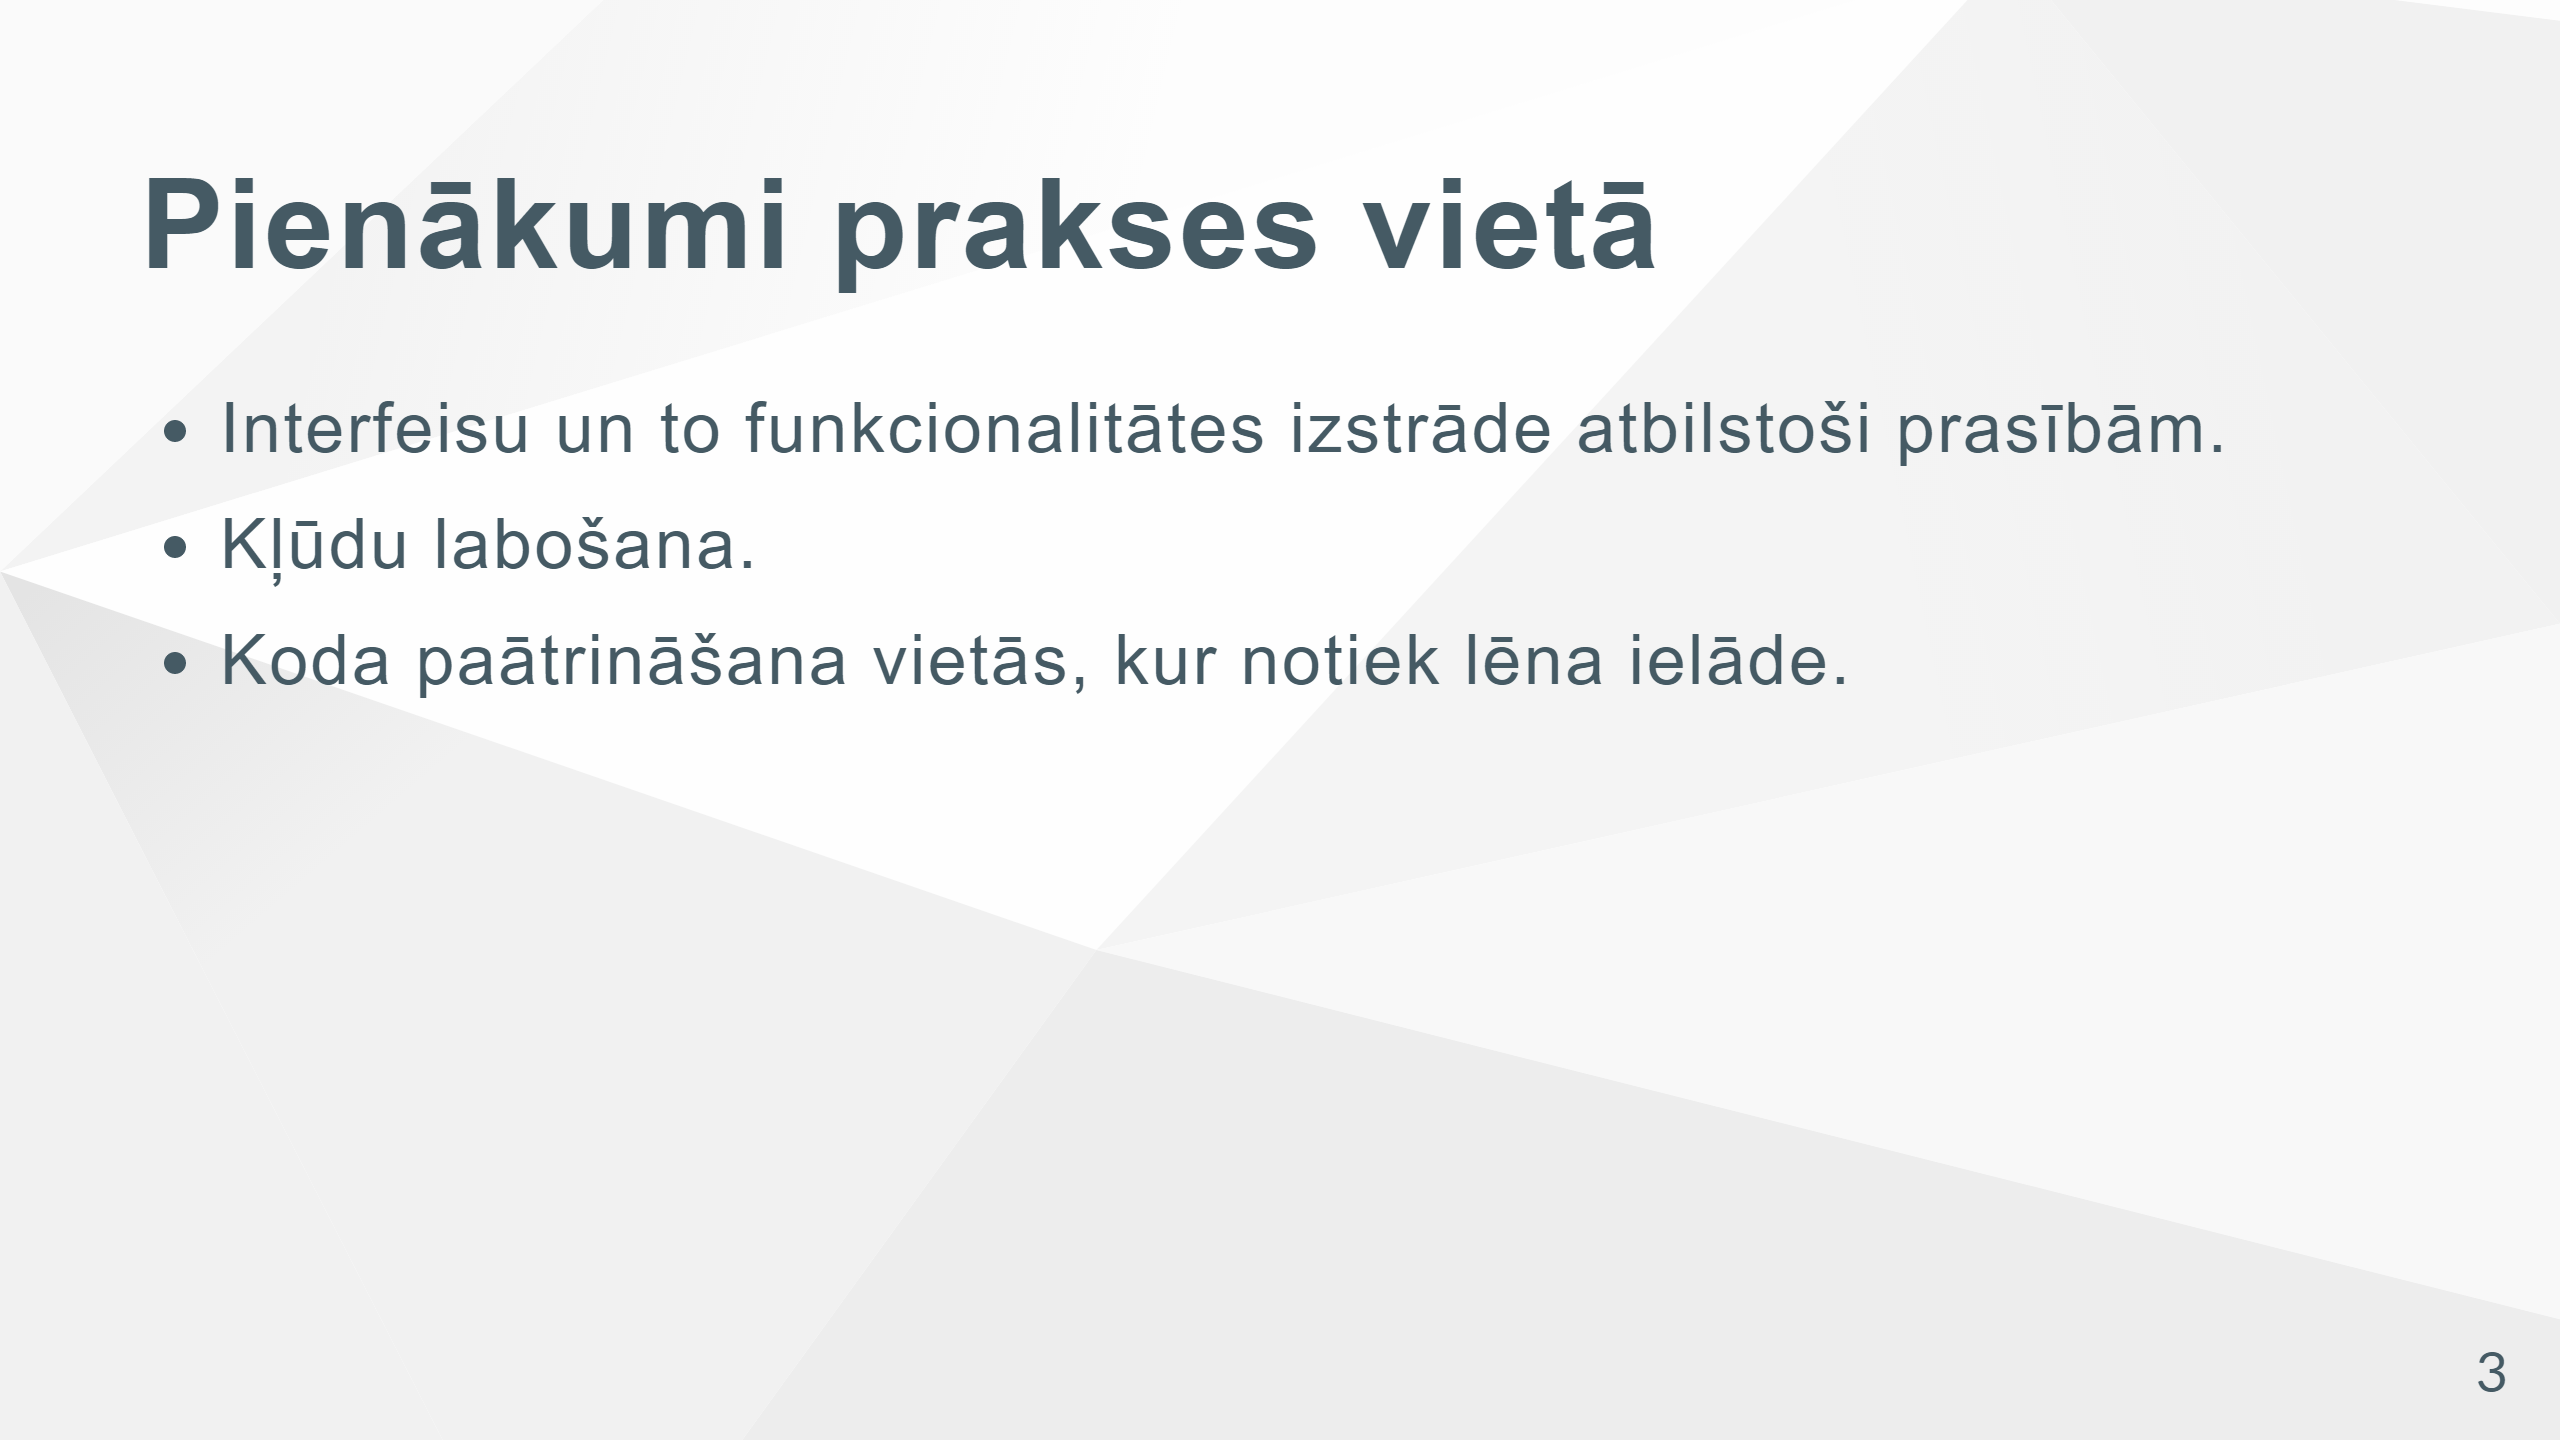 Pienākumi prakses vietā
• Interfeisu un to funkcionalitātes izstrāde atbilstoši prasībām.
• Kļūdu labošana.
• Koda paātrināšana vietās, kur notiek lēna ielāde.
3